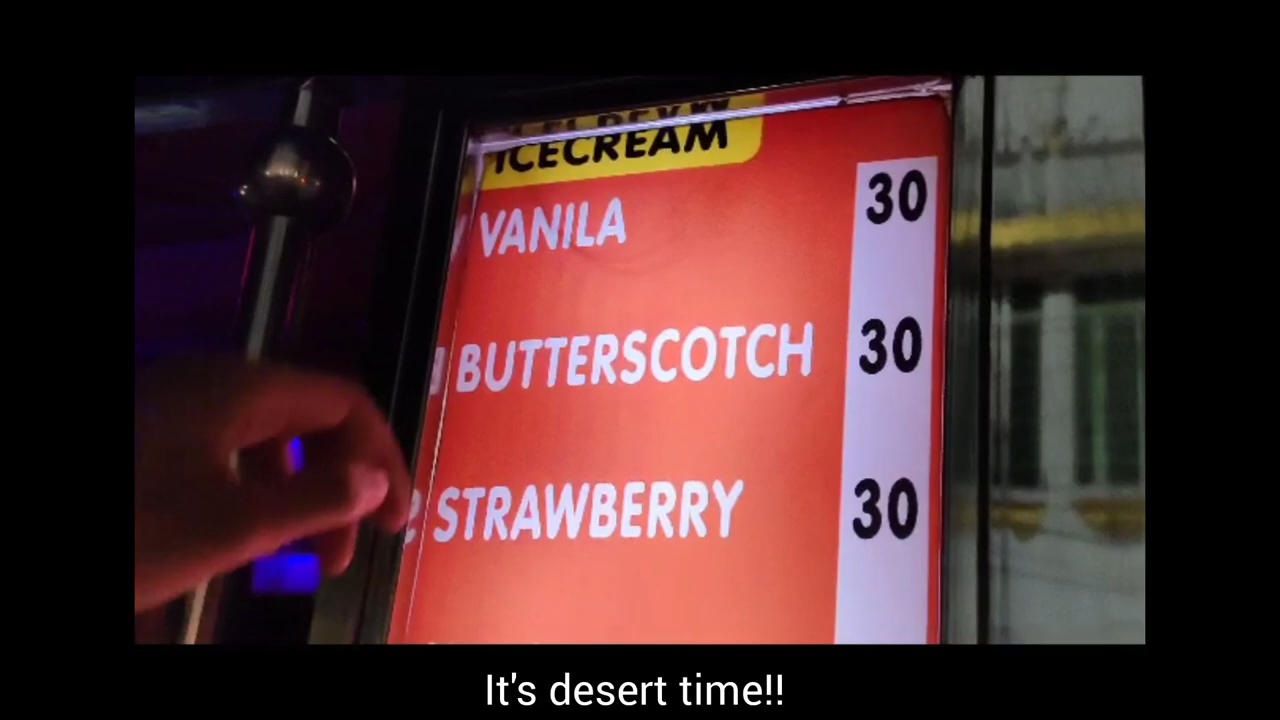 ICECREAM
VANILA 30
BUTTERSCOTCH 30
STRAWBERRY 30
It's desert time!!